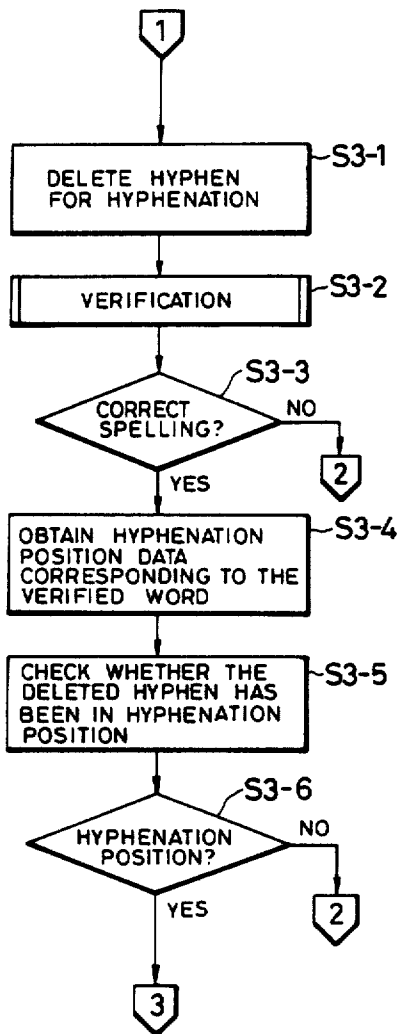 1
DELETE HYPHEN
FOR HYPHENATION
S3-1
VERIFICATION
S3-2
S3-3
CORRECT
SPELLING?
NO
2
YES
OBTAIN HYPHENATION
POSITION DATA
CORRESPONDING TO THE
VERIFIED WORD
S3-4
CHECK WHETHER THE
DELETED HYPHEN HAS
BEEN IN HYPHENATION
POSITION
S3-5
S3-6
HYPHENATION
POSITION?
NO
2
YES
3